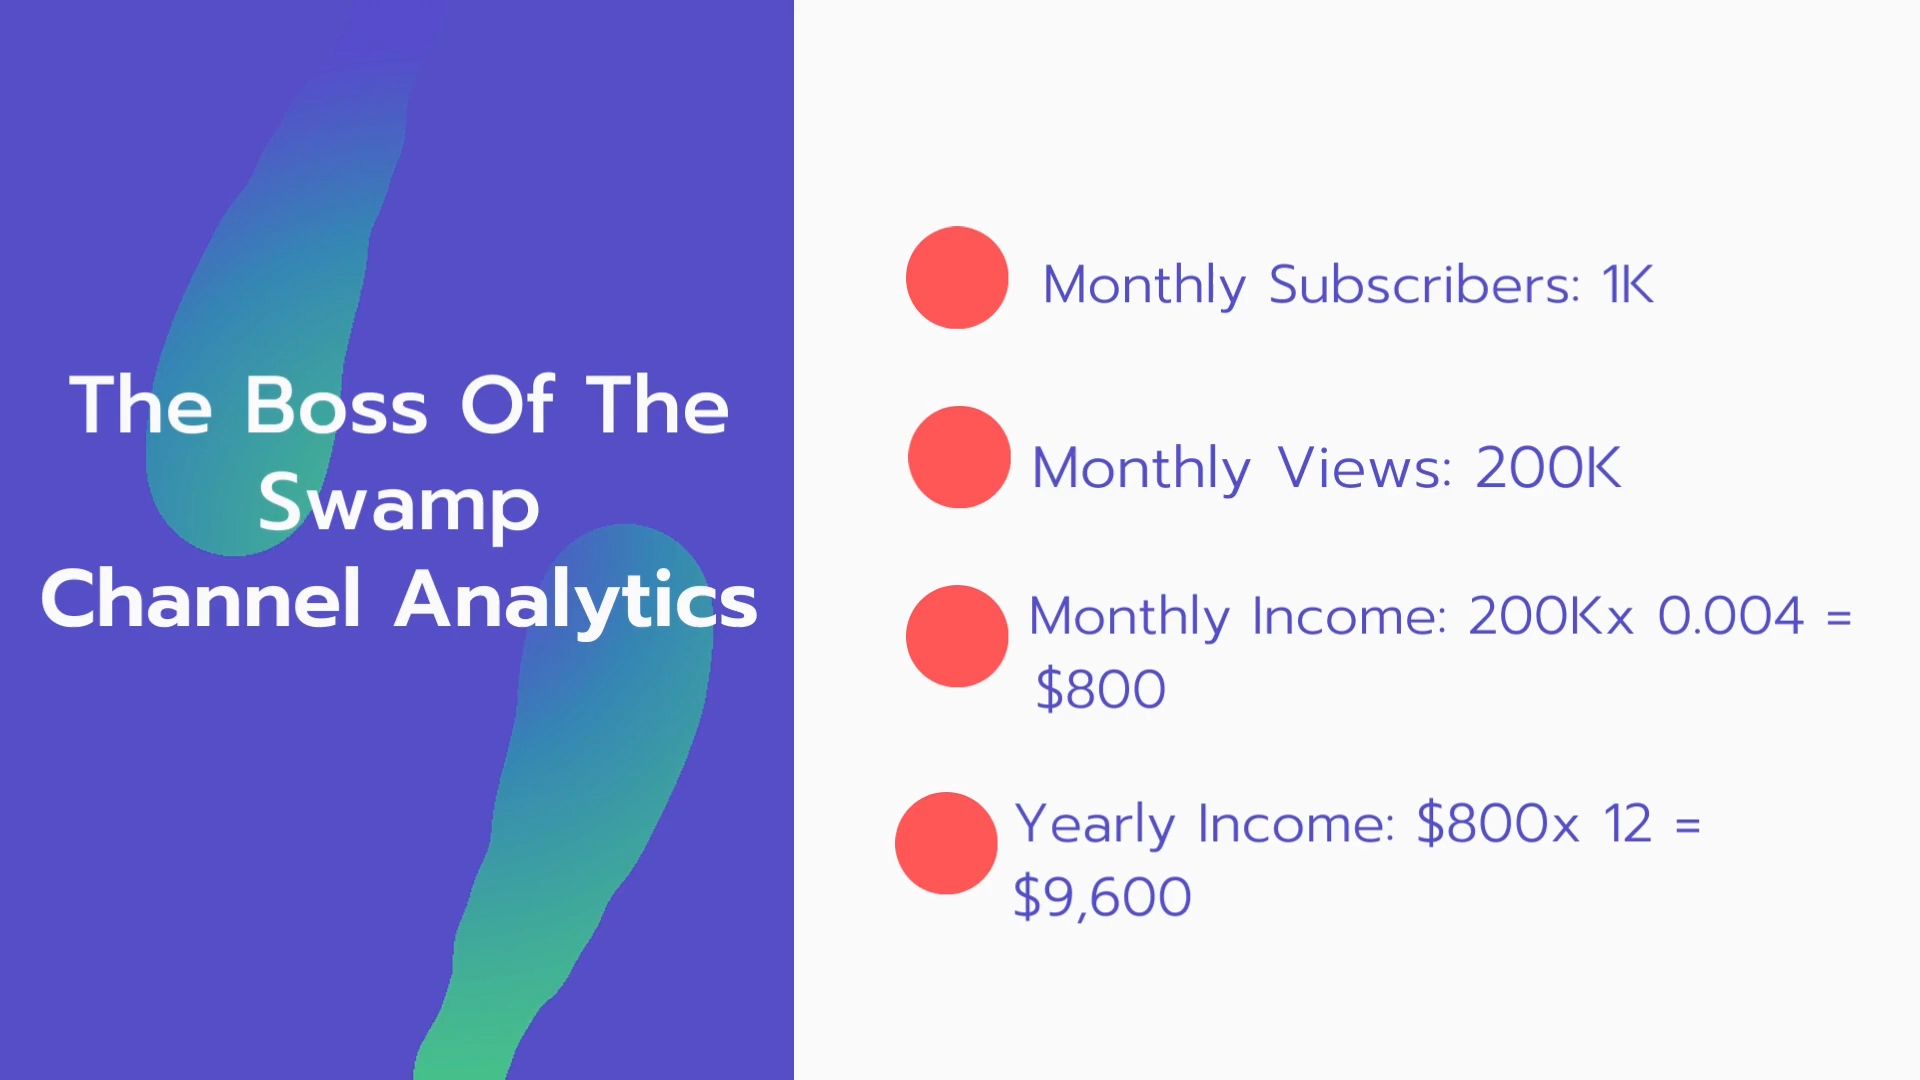 The Boss Of The
Swamp
Channel Analytics
Monthly Subscribers: 1K
Monthly Views: 200K
Monthly Income: 200Kx 0.004 =
$800
Yearly Income: $800x 12 =
$9,600